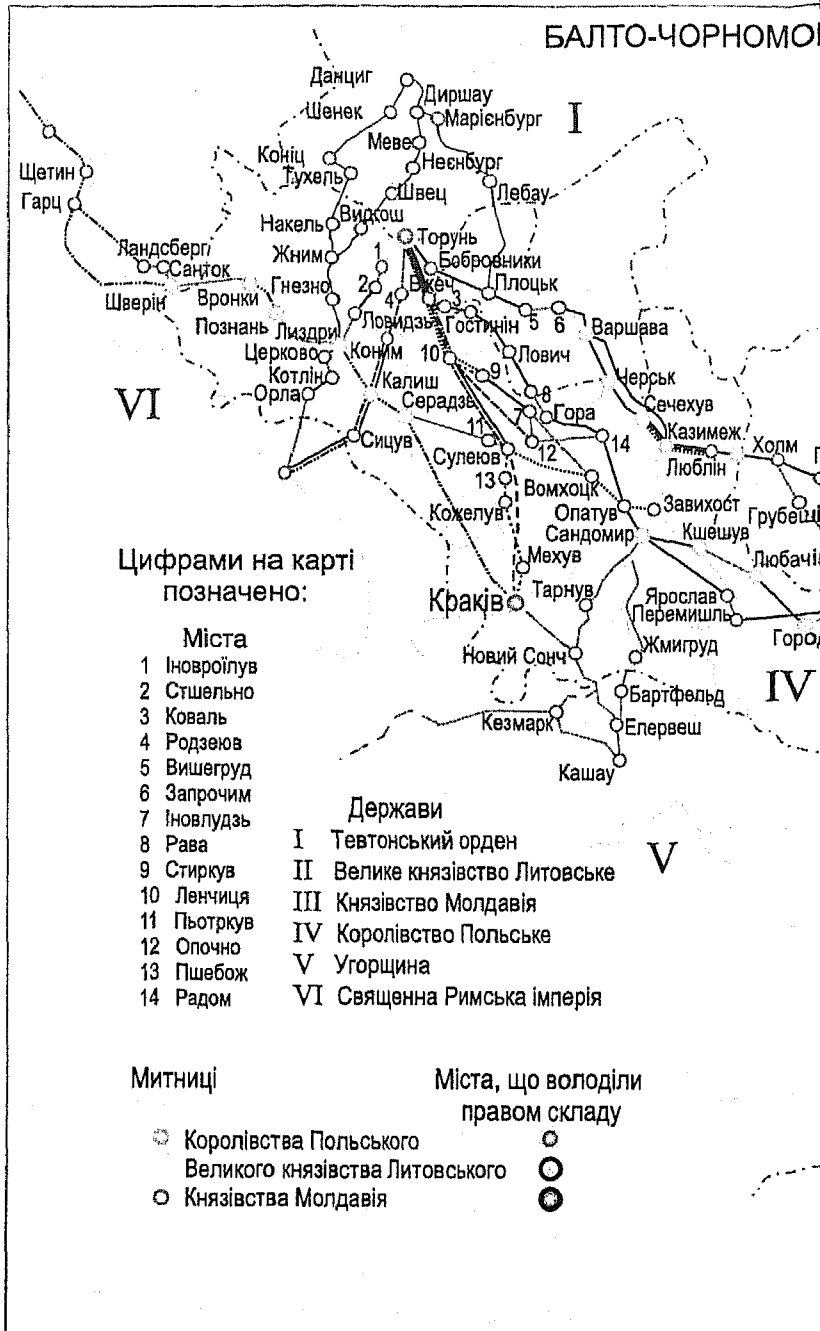 БАЛТО-ЧОРНОМО
Данциг
Диршау
Шенек
Марієнбург
I
Меве
Коніц
Неєнбург
Тухель
Щетин
Швец
Лебау
Гарц
Накель
Видкош
Торунь
Ландсберг
Жним
1
Бобровники
Санток
2
Гнезно
4
Вжеч
Плоцьк
Шверін
Вронки
3
5
6
Познань
Лиздри
Ловидзь
Гостинін
Варшава
Церково
Коним
10
Лович
Котлін
9
Черськ
VI
Орла
Калиш
8
Серадзь
7
Гора
Сечехув
11
Казимеж
Сицув
12
14
Холм
Сулеюв
Люблін
13
Вомхоцк
Завихост
Кожелув
Опатув
Грубеші
Сандомир
Кшешув
Мехув
Любачів
Тарнув
Ярослав
Краків
Перемишль
Город
Новий Сонч
Жмигруд
IV
Бартфельд
Кезмарк
Епервеш
Кашау
V
Цифрами на карті
позначено:
Міста
1 Іновроїлув
2 Стшельно
3 Коваль
4 Родзеюв
5 Вишегруд
6 Запрочим
7 Іновлудзь
8 Рава
9 Стиркув
10 Ленчиця
11 Пьотркув
12 Опочно
13 Пшебож
14 Радом
Держави
I Тевтонський орден
II Велике князівство Литовське
III Князівство Молдавія
IV Королівство Польське
V Угорщина
VI Священна Римська імперія
Митниці
Королівства Польського
Великого князівства Литовського
Князівства Молдавія
Міста, що володіли
правом складу